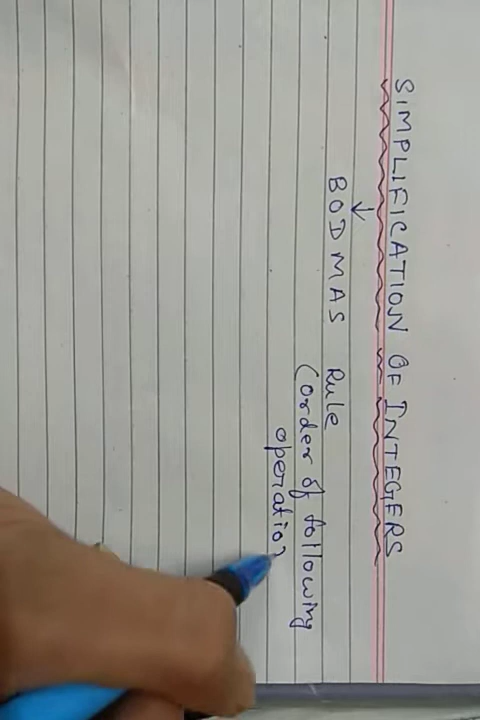 SIMPLIFICATION OF INTEGERS
↓
BODMAS Rule
(order of following
operation